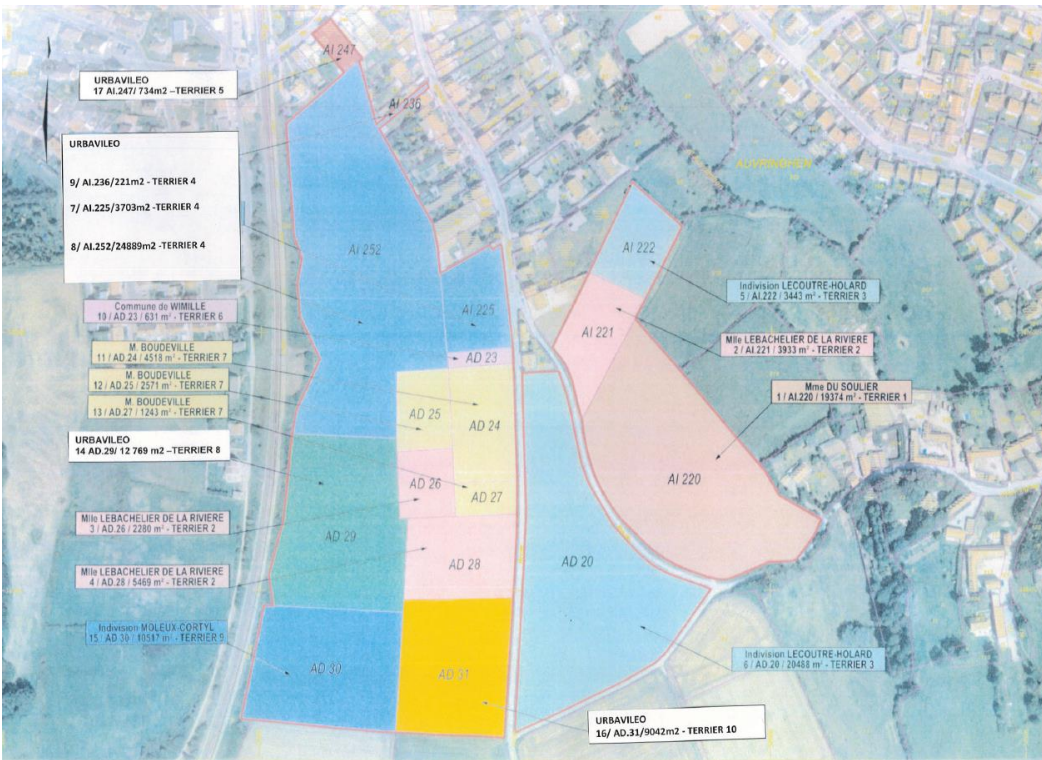 URBAVILEO
17 AI.247/ 734m2 –TERRIER 5
URBAVILEO
9/ AI.236/221m2 - TERRIER 4
7/ AI.225/3703m2 - TERRIER 4
8/ AI.252/24889m2 -TERRIER 4
Commune de WIMILLE
10 / AD.23 / 631 m² - TERRIER 6
M. BOUDEVILLE
11 / AD.24 / 4518 m² - TERRIER 7
M. BOUDEVILLE
12 / AD.25 / 2571 m² - TERRIER 7
M. BOUDEVILLE
13 / AD.27 / 1243 m² - TERRIER 7
URBAVILEO
14 AD.29/ 12 769 m2 –TERRIER 8
Mlle LEBACHELIER DE LA RIVIERE
3 / AD.26 / 2280 m² - TERRIER 2
Mlle LEBACHELIER DE LA RIVIERE
4 / AD.28 / 5469 m² - TERRIER 2
Indivision MOLEUX-CORTYL
15 / AD 30 / 10517 m² - TERRIER 9
AI 247
AI 236
AI 252
AI 225
AD 23
AD 25
AD 24
AD 26
AD 27
AD 29
AD 28
AD 30
AD 31
AI 222
AI 221
AI 220
AD 20
AUVRINGHEN
Indivision LECOUTRE-HOLARD
5 / AI.222 / 3443 m² - TERRIER 3
Mlle LEBACHELIER DE LA RIVIERE
2 / AI.221 / 3933 m² - TERRIER 2
Mme DU SOULIER
1 / AI.220 / 19374 m² - TERRIER 1
Indivision LECOUTRE-HOLARD
6 / AD.20 / 20488 m² - TERRIER 3
URBAVILEO
16/ AD.31/9042m2 - TERRIER 10